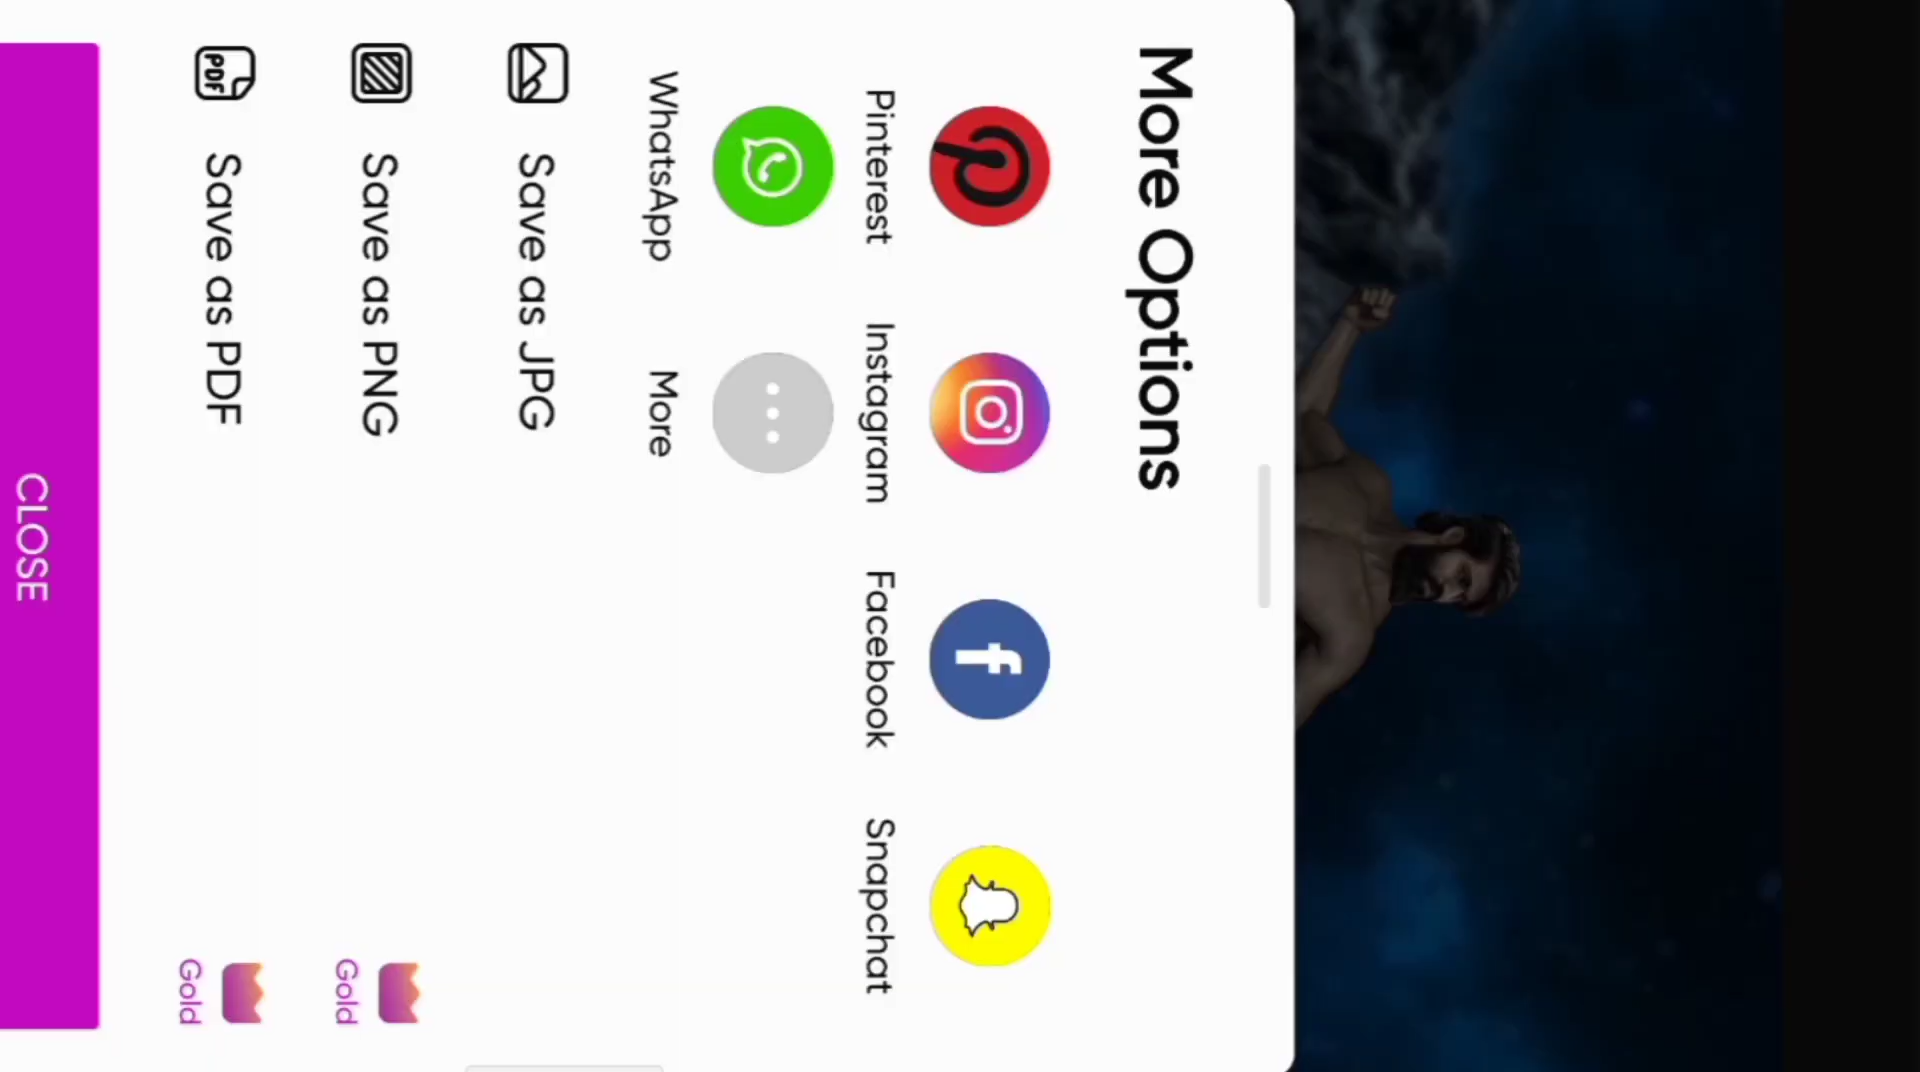 More Options
Pinterest Instagram Facebook Snapchat
WhatsApp More
Save as JPG
Save as PNG Gold
PDF Save as PDF Gold
CLOSE